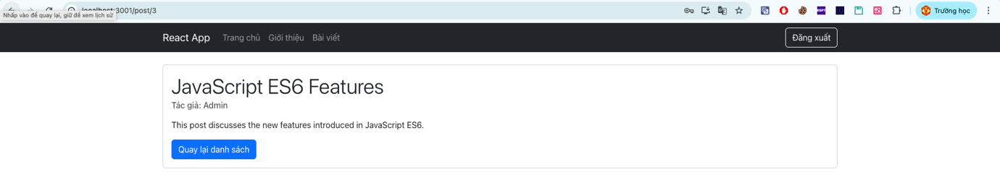 localhost:3001/post/3
Nhấp vào để quay lại, giữ để xem lịch sử
Trường học
React App Trang chủ Giới thiệu Bài viết Đăng xuất
JavaScript ES6 Features
Tác giả: Admin
This post discusses the new features introduced in JavaScript ES6.
Quay lại danh sách